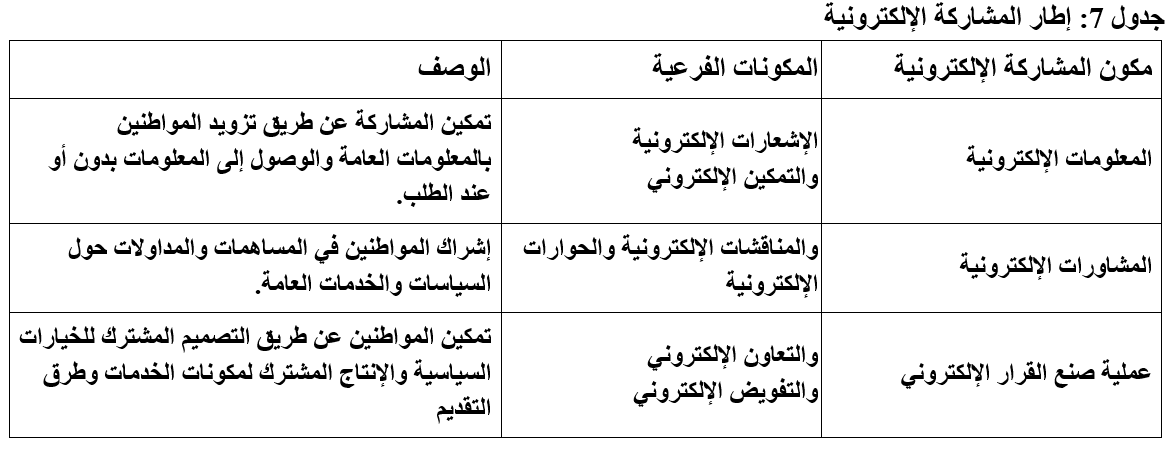 جدول 7: إطار المشاركة الإلكترونية
مكون المشاركة الإلكترونية
المكونات الفرعية
الوصف
المعلومات الإلكترونية
الإشعارات الإلكترونية
والتمكين الإلكتروني
تمكين المشاركة عن طريق تزويد المواطنين
بالمعلومات العامة والوصول إلى المعلومات بدون أو
عند الطلب.
المشاورات الإلكترونية
والمناقشات الإلكترونية والحوارات
الإلكترونية
إشراك المواطنين في المساهمات والمداولات حول
السياسات والخدمات العامة.
عملية صنع القرار الإلكتروني
والتعاون الإلكتروني
والتفويض الإلكتروني
تمكين المواطنين عن طريق التصميم المشترك للخيارات
السياسية والإنتاج المشترك لمكونات الخدمات وطرق
التقديم